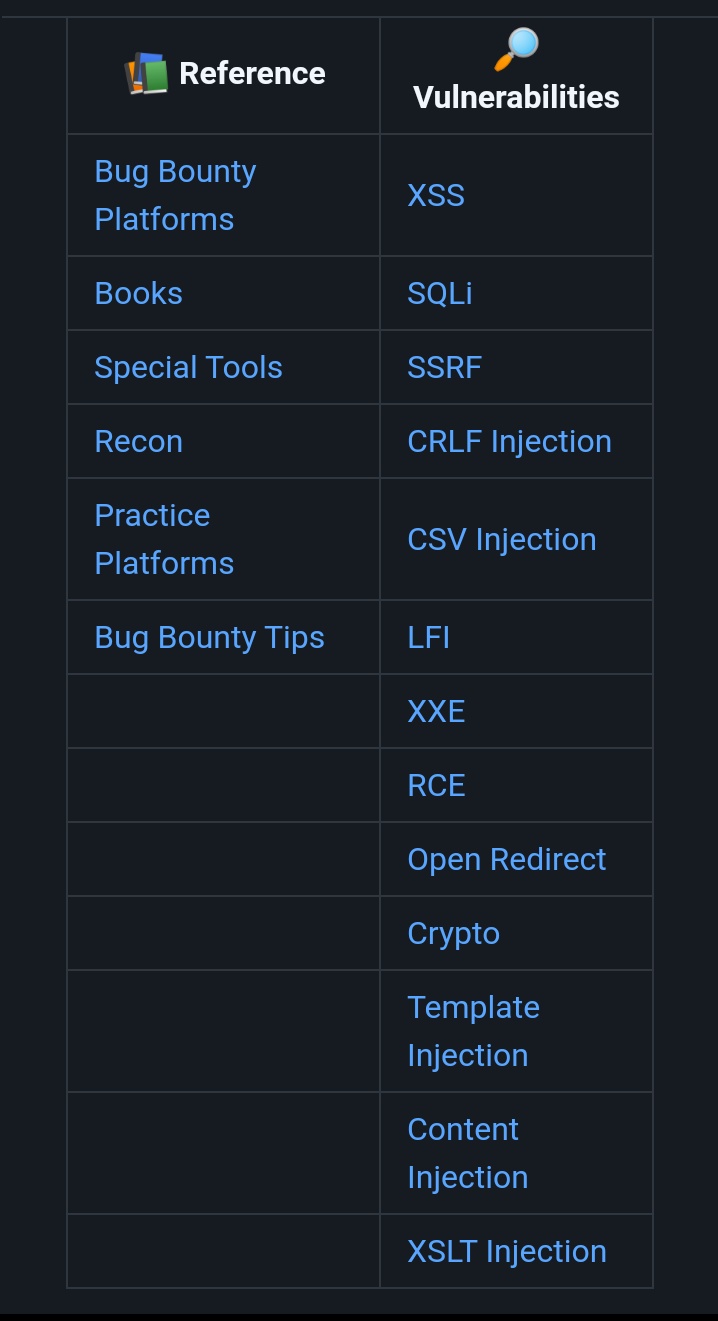 📚 Reference
🔎
Vulnerabilities
Bug Bounty
Platforms
XSS
Books
SQLi
Special Tools
SSRF
Recon
CRLF Injection
Practice
Platforms
CSV Injection
Bug Bounty Tips
LFI
XXE
RCE
Open Redirect
Crypto
Template
Injection
Content
Injection
XSLT Injection